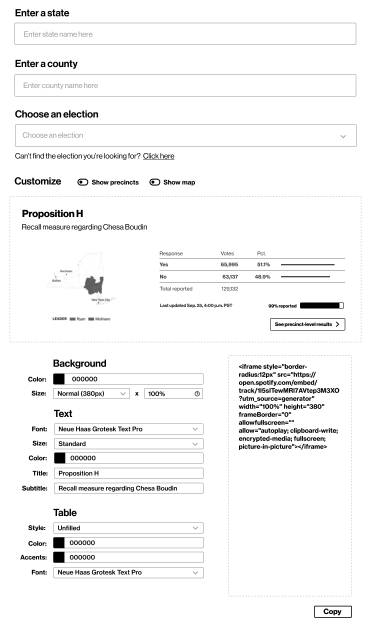 Enter a state
Enter state name here
Enter a county
Enter county name here
Choose an election
Choose an election
Can't find the election you're looking for? Click here
Customize Show precincts Show map
Proposition H
Recall measure regarding Chesa Boudin
Response Votes Pct.
Yes 65,995 51.1%
No 63,137 48.9%
Total reported 129,132
Last updated Sep. 25, 4:00 p.m. PST 99% reported
Rochester
Buffalo
New York City
LEADER Ryan Molinaro
See precinct-level results
Background
Color: 000000
Size: Normal (380px) x 100%
Text
Font: Neue Haas Grotesk Text Pro
Size: Standard
Color: 000000
Title: Proposition H
Subtitle: Recall measure regarding Chesa Boudin
Table
Style: Unfilled
Color: 000000
Accents: 000000
Font: Neue Haas Grotesk Text Pro
<iframe style="border-
radius:12px" src="https://
open.spotify.com/embed/
track/1l5sITewMRI7AVtep3M3XO
?utm_source=generator"
width="100%" height="380"
frameBorder="0"
allowfullscreen=""
allow="autoplay; clipboard-write;
encrypted-media; fullscreen;
picture-in-picture"></iframe>
Copy